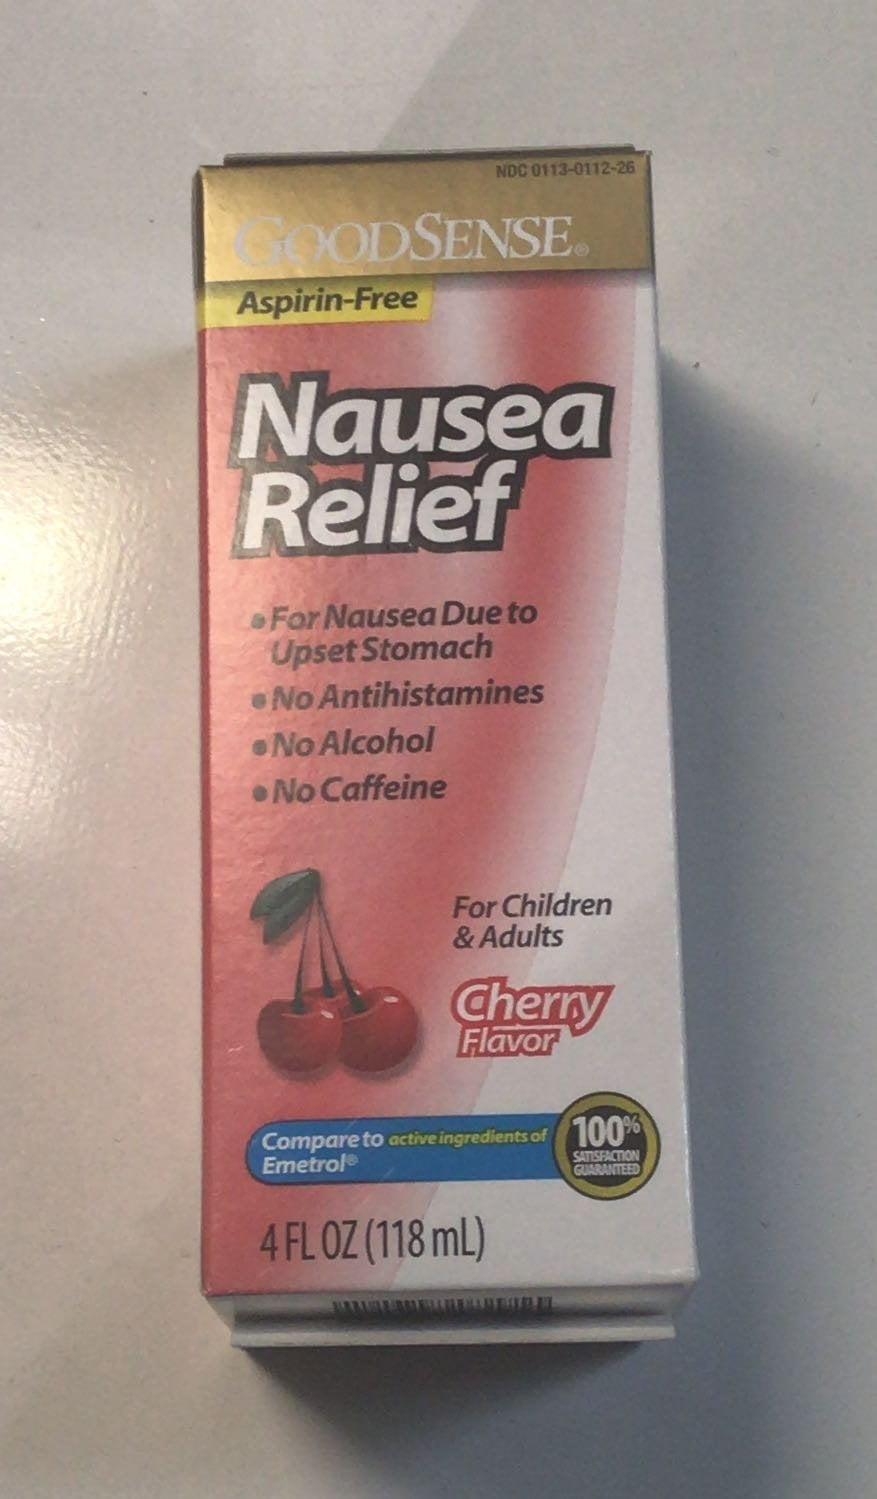 NDC 0113-0112-26
GOODSENSE®
Aspirin-Free
Nausea
Relief
• For Nausea Due to
Upset Stomach
• No Antihistamines
• No Alcohol
• No Caffeine
For Children
& Adults
Cherry
Flavor
Compare to active ingredients of
Emetrol®
100%
SATISFACTION
GUARANTEED
4 FL OZ (118 mL)